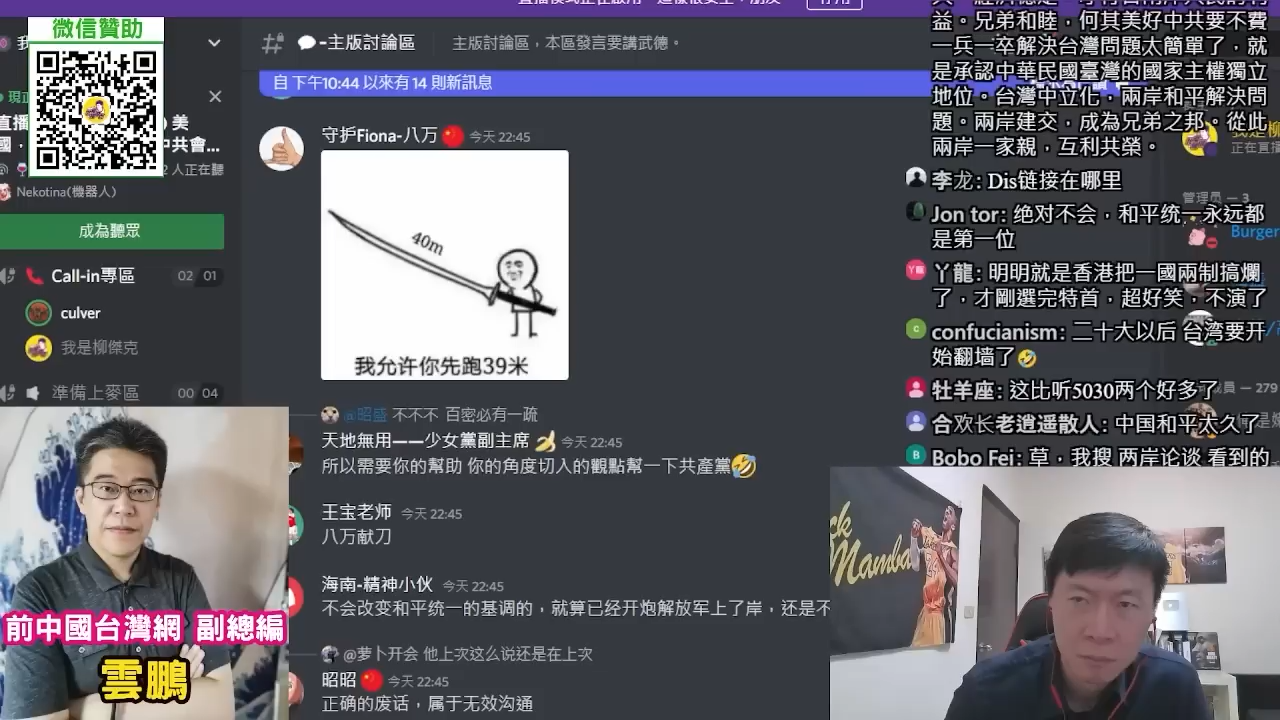 微信贊助
直播
美
國，
中共會...
人正在聽
Nekotina(機器人)
成為聽眾
Call-in專區
02 01
culver
我是柳傑克
準備上麥區
00 04
前中國台灣網 副總編
雲鵬
-主版討論區
主版討論區，本區發言要講武德。
自 下午10:44 以來有 14 則新訊息
守护Fiona-八万 今天 22:45
40m
我允许你先跑39米
@昭盛 不不不 百密必有一疏
天地無用——少女黨副主席 今天 22:45
所以需要你的幫助 你的角度切入的觀點幫一下共產黨🤣
王宝老师 今天 22:45
八万献刀
海南-精神小伙 今天 22:45
不会改变和平统一的基调的，就算已经开炮解放军上了岸，还是不
@萝卜开会 他上次这么说还是在上次
昭昭 今天 22:45
正确的废话，属于无效沟通
益。兄弟和睦，何其美好中共要不費
一兵一卒解決台灣問題太簡單了，就
是承認中華民國臺灣的國家主權獨立
地位。台灣中立化，兩岸和平解決問
題。兩岸建交，成為兄弟之邦。從此
兩岸一家親，互利共榮。
李龙: Dis链接在哪里
Jon tor: 绝对不会，和平统一永远都
是第一位
丫龍: 明明就是香港把一國兩制搞爛
了，才剛選完特首，超好笑，不演了
confucianism: 二十大以后 台湾要开
始翻墙了🤣
牡羊座: 这比听5030两个好多了
合欢长老逍遥散人: 中国和平太久了
Bobo Fei: 草，我搜 两岸论谈 看到的
正在直播
管理员 — 3
Burger
員 — 279
Mamba